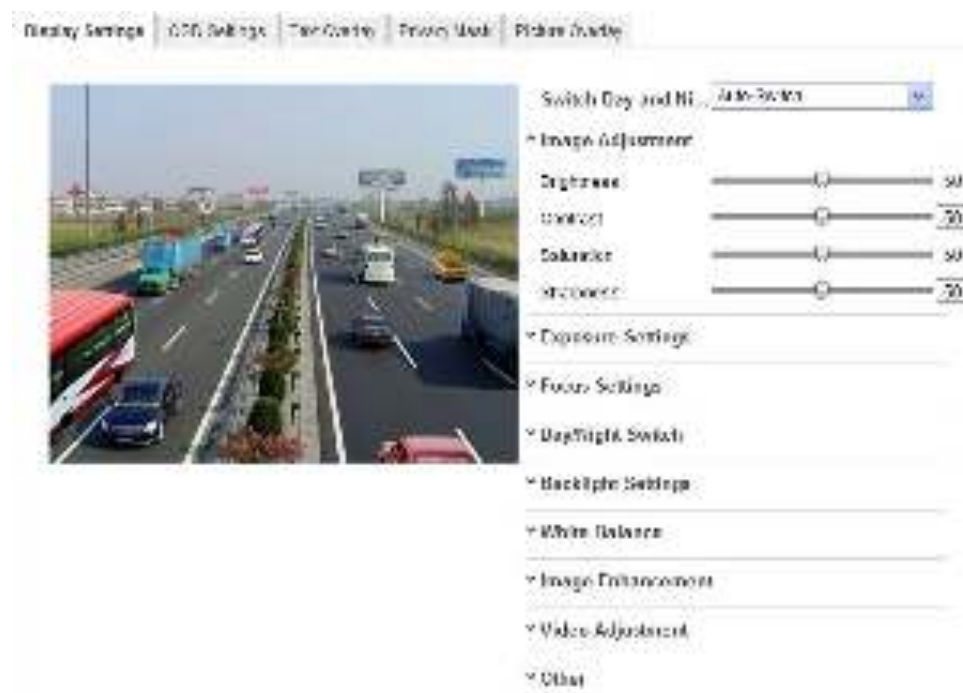 Display Settings
OSD Settings
Text Overlay
Privacy Mask
Picture Overlay
Switch Day and Ni...
Auto-Switch
Image Adjustment
Brightness
50
Contrast
50
Saturation
50
Sharpness
50
Exposure Settings
Focus Settings
Day/Night Switch
Backlight Settings
White Balance
Image Enhancement
Video Adjustment
Other